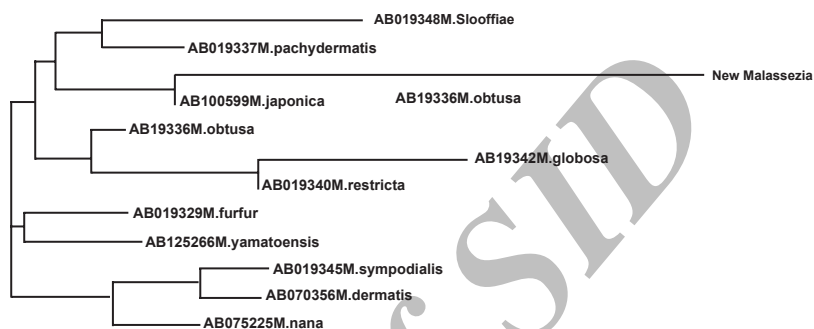 AB019348M.Slooffiae
AB019337M.pachydermatis
New Malassezia
AB100599M.japonica
AB19336M.obtusa
AB19336M.obtusa
AB19342M.globosa
AB019340M.restricta
AB019329M.furfur
AB125266M.yamatoensis
AB019345M.sympodialis
AB070356M.dermatis
AB075225M.nana
f SID